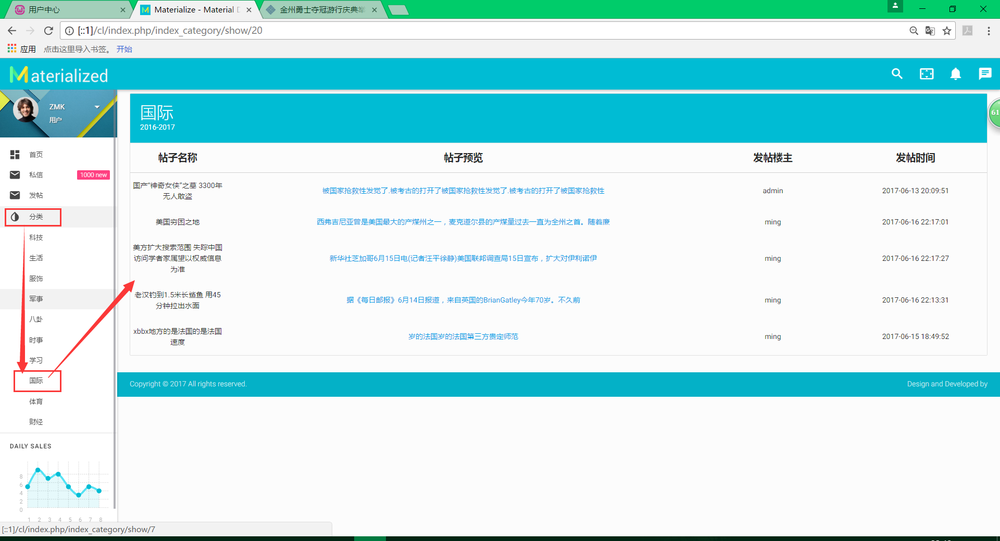 用户中心
Materialize - Material D
金州勇士夺冠游行庆典举
[::1]/cl/index.php/index_category/show/20
应用 点击这里导入书签。 开始
Materialized
ZMK
用户
首页
私信 1000 new
发帖
分类
科技
生活
服饰
军事
八卦
时事
学习
国际
体育
财经
DAILY SALES
8
6
4
2
0
1 2 3 4 5 6 7 8
国际
2016-2017
帖子名称 帖子预览 发帖楼主 发帖时间
国产“神奇女侠”之墓 3300年
无人敢盗
被国家抢救性发觉了.被考古的打开了被国家抢救性发觉了.被考古的打开了被国家抢救性 admin 2017-06-13 20:09:51
美国穷困之地 西弗吉尼亚曾是美国最大的产煤州之一，麦克道尔县的产煤量过去一直为全州之首。随着廉 ming 2017-06-16 22:17:01
美方扩大搜索范围 失踪中国
访问学者家属望以权威信息
为准
新华社芝加哥6月15日电(记者汪平徐静)美国联邦调查局15日宣布，扩大对伊利诺伊 ming 2017-06-16 22:17:27
老汉钓到1.5米长鲶鱼 用45
分钟拉出水面
据《每日邮报》6月14日报道，来自英国的BrianGatley今年70岁。不久前 ming 2017-06-16 22:13:31
xbbx地方的是法国的是法国
速度
岁的法国岁的法国第三方贵定师范 ming 2017-06-15 18:49:52
61
Copyright © 2017 All rights reserved. Design and Developed by
[::1]/cl/index.php/index_category/show/7